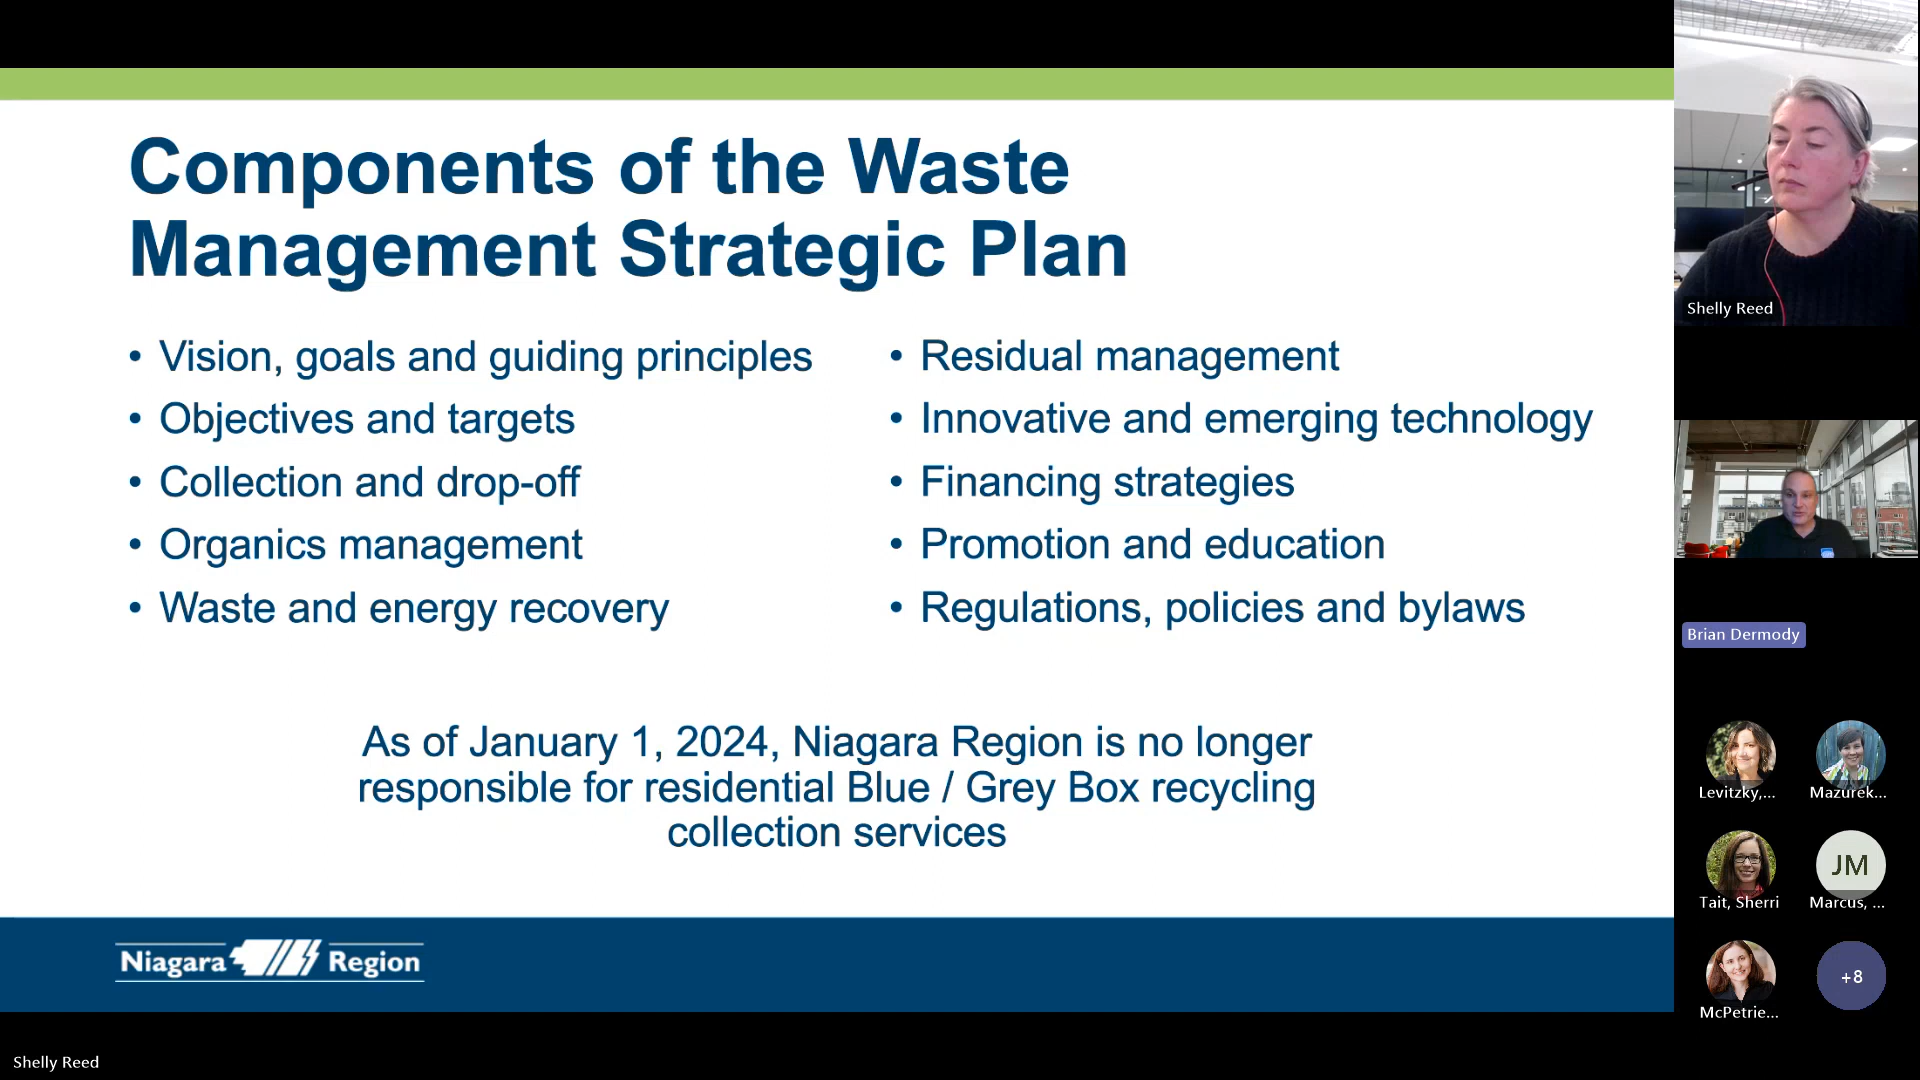 Components of the Waste
Management Strategic Plan
• Vision, goals and guiding principles
• Objectives and targets
• Collection and drop-off
• Organics management
• Waste and energy recovery
• Residual management
• Innovative and emerging technology
• Financing strategies
• Promotion and education
• Regulations, policies and bylaws
As of January 1, 2024, Niagara Region is no longer
responsible for residential Blue / Grey Box recycling
collection services
Niagara Region
Shelly Reed
Shelly Reed
Brian Dermody
Levitzky,...
Mazurek...
Tait, Sherri
JM
Marcus, ...
McPetrie...
+8